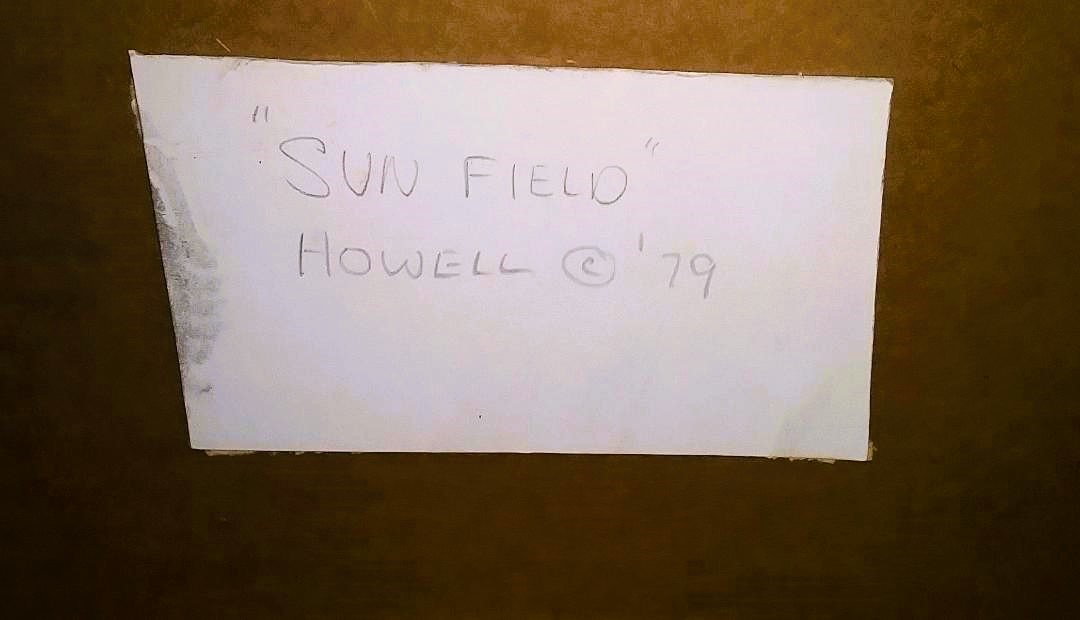 "SUN FIELD"
HOWELL © '79